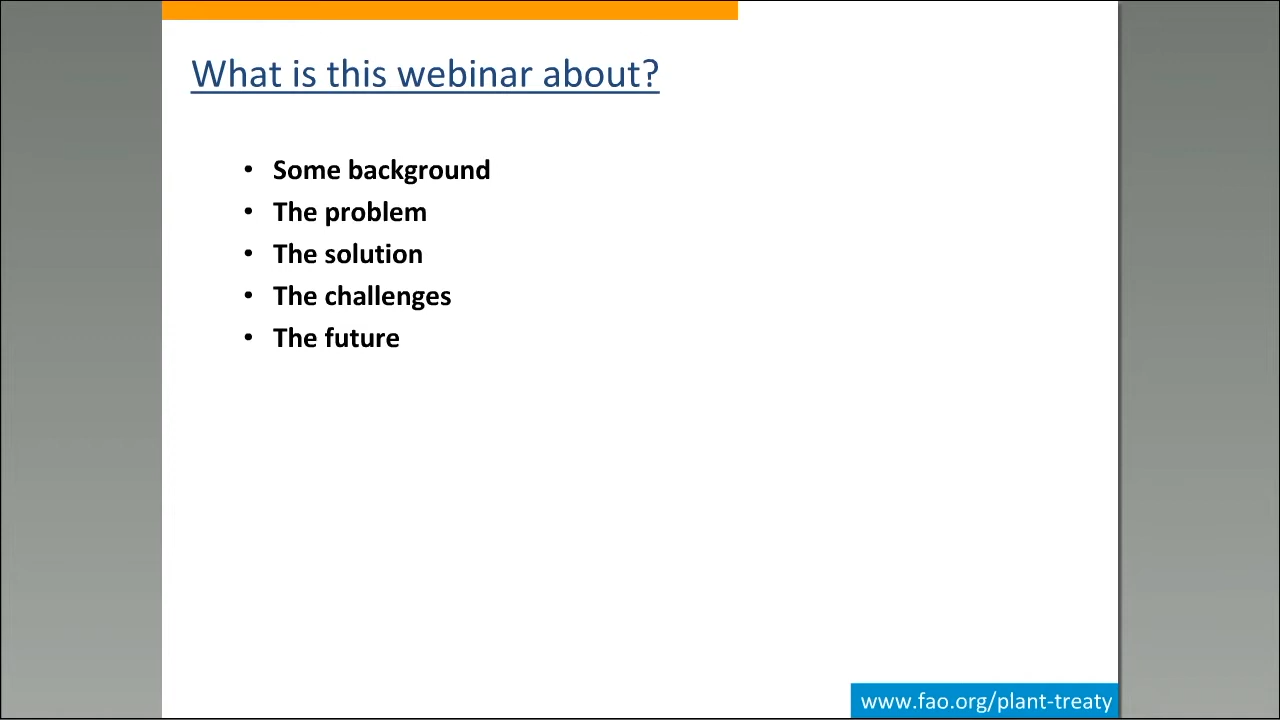 What is this webinar about?
• Some background
• The problem
• The solution
• The challenges
• The future
www.fao.org/plant-treaty